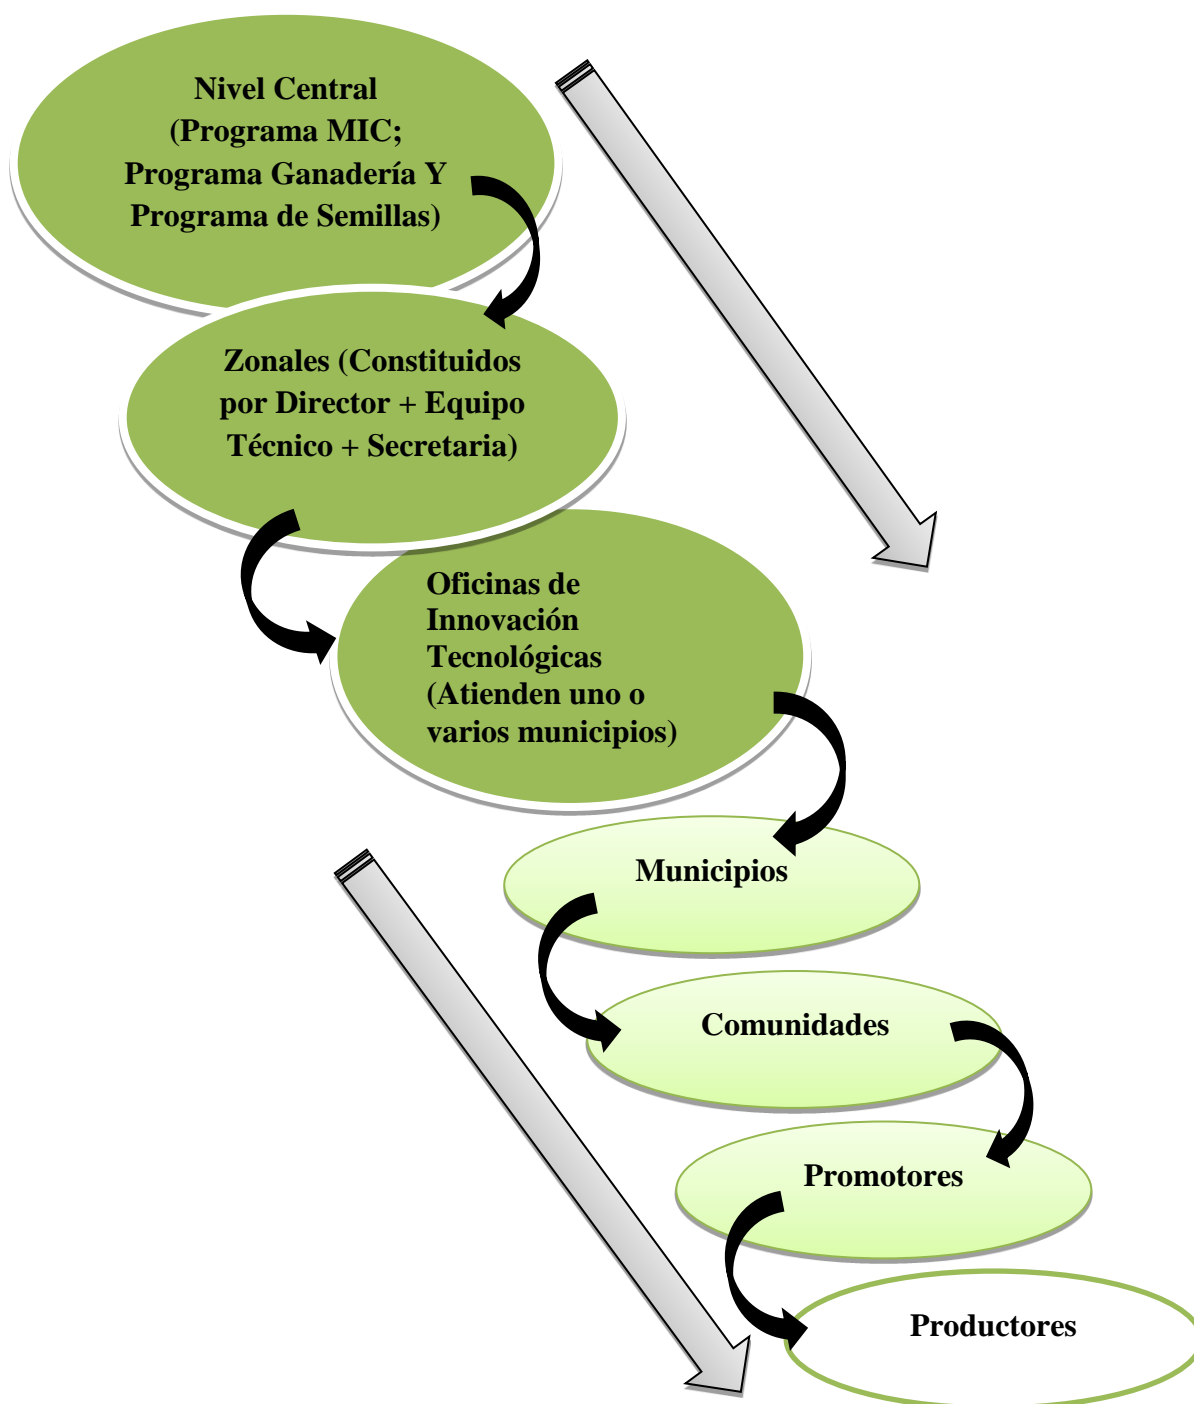 Nivel Central
(Programa MIC;
Programa Ganadería Y
Programa de Semillas)
Zonales (Constituidos
por Director + Equipo
Técnico + Secretaria)
Oficinas de
Innovación
Tecnológicas
(Atienden uno o
varios municipios)
Municipios
Comunidades
Promotores
Productores